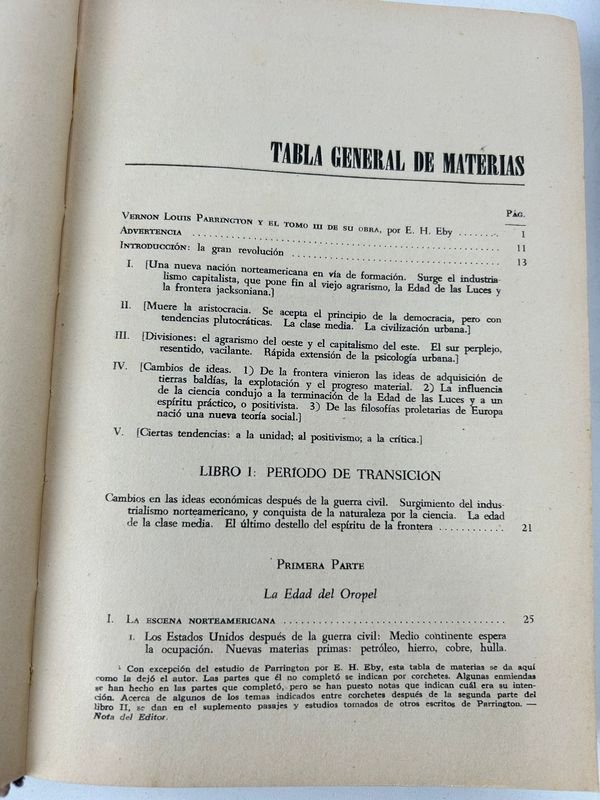 TABLA GENERAL DE MATERIAS
PÁG.
VERNON LOUIS PARRINGTON Y EL TOMO III DE SU OBRA, por E. H. Eby ........ 1
ADVERTENCIA ........ 11
INTRODUCCIÓN: la gran revolución ........ 13
I. [Una nueva nación norteamericana en vía de formación. Surge el industria-
lismo capitalista, que pone fin al viejo agrarismo, la Edad de las Luces y
la frontera jacksoniana.]
II. [Muere la aristocracia. Se acepta el principio de la democracia, pero con
tendencias plutocráticas. La clase media. La civilización urbana.]
III. [Divisiones: el agrarismo del oeste y el capitalismo del este. El sur perplejo,
resentido, vacilante. Rápida extensión de la psicología urbana.]
IV. [Cambios de ideas. 1) De la frontera vinieron las ideas de adquisición de
tierras baldías, la explotación y el progreso material. 2) La influencia
de la ciencia condujo a la terminación de la Edad de las Luces y a un
espíritu práctico, o positivista. 3) De las filosofías proletarias de Europa
nació una nueva teoría social.]
V. [Ciertas tendencias: a la unidad; al positivismo; a la crítica.]
LIBRO I: PERIODO DE TRANSICIÓN
Cambios en las ideas económicas después de la guerra civil. Surgimiento del indus-
trialismo norteamericano, y conquista de la naturaleza por la ciencia. La edad
de la clase media. El último destello del espíritu de la frontera ........... 21
PRIMERA PARTE
La Edad del Oropel
I. LA ESCENA NORTEAMERICANA ........ 25
1. Los Estados Unidos después de la guerra civil: Medio continente espera
la ocupación. Nuevas materias primas: petróleo, hierro, cobre, hulla.
¹ Con excepción del estudio de Parrington por E. H. Eby, esta tabla de materias se da aquí
como la dejó el autor. Las partes que él no completó se indican por corchetes. Algunas enmiendas
se han hecho en las partes que completó, pero se han puesto notas que indican cuál era su inten-
ción. Acerca de algunos de los temas indicados entre corchetes después de la segunda parte del
libro II, se dan en el suplemento pasajes y estudios tomados de otros escritos de Parrington. —
Nota del Editor.